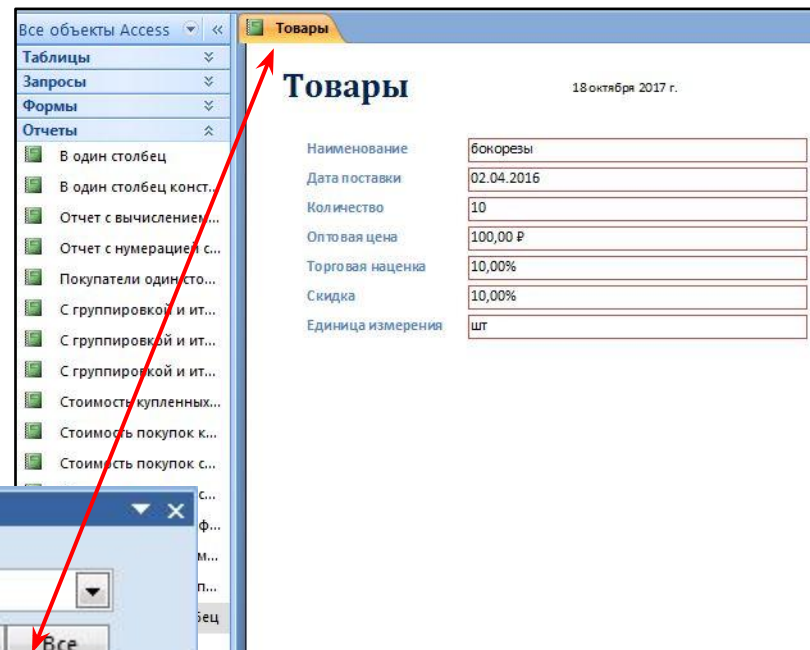 Все объекты Access
Таблицы
Запросы
Формы
Отчеты
В один столбец
В один столбец конст...
Отчет с вычислением...
Отчет с нумерацией с...
Покупатели один сто...
С группировкой и ит...
С группировкой и ит...
С группировкой и ит...
Стоимость купленных...
Стоимость покупок к...
Стоимость покупок с...
с...
ф...
м...
п...
бец
Все
Товары
Товары
18 октября 2017 г.
Наименование бокорезы
Дата поставки 02.04.2016
Количество 10
Оптовая цена 100,00 ₽
Торговая наценка 10,00%
Скидка 10,00%
Единица измерения шт